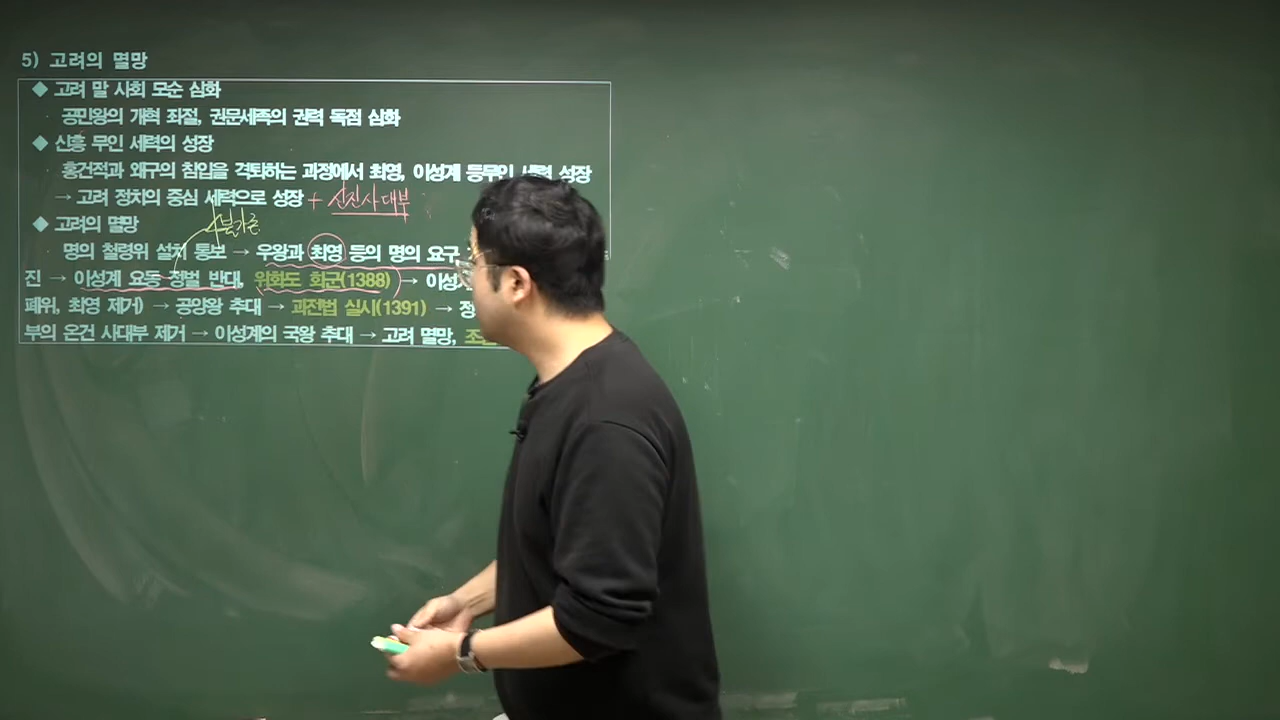 5) 고려의 멸망
◆ 고려 말 사회 모순 심화
공민왕의 개혁 좌절, 권문세족의 권력 독점 심화
◆ 신흥 무인 세력의 성장
홍건적과 왜구의 침입을 격퇴하는 과정에서 최영, 이성계 등 무인 세력 성장
→ 고려 정치의 중심 세력으로 성장 + 신진사대부
◆ 고려의 멸망
4불가론
명의 철령위 설치 통보 → 우왕과 최영 등의 명의 요구
진 → 이성계 요동 정벌 반대, 위화도 회군(1388) → 이성계
폐위, 최영 제거) → 공양왕 추대 → 과전법 실시(1391) → 정
부의 온건 사대부 제거 → 이성계의 국왕 추대 → 고려 멸망,